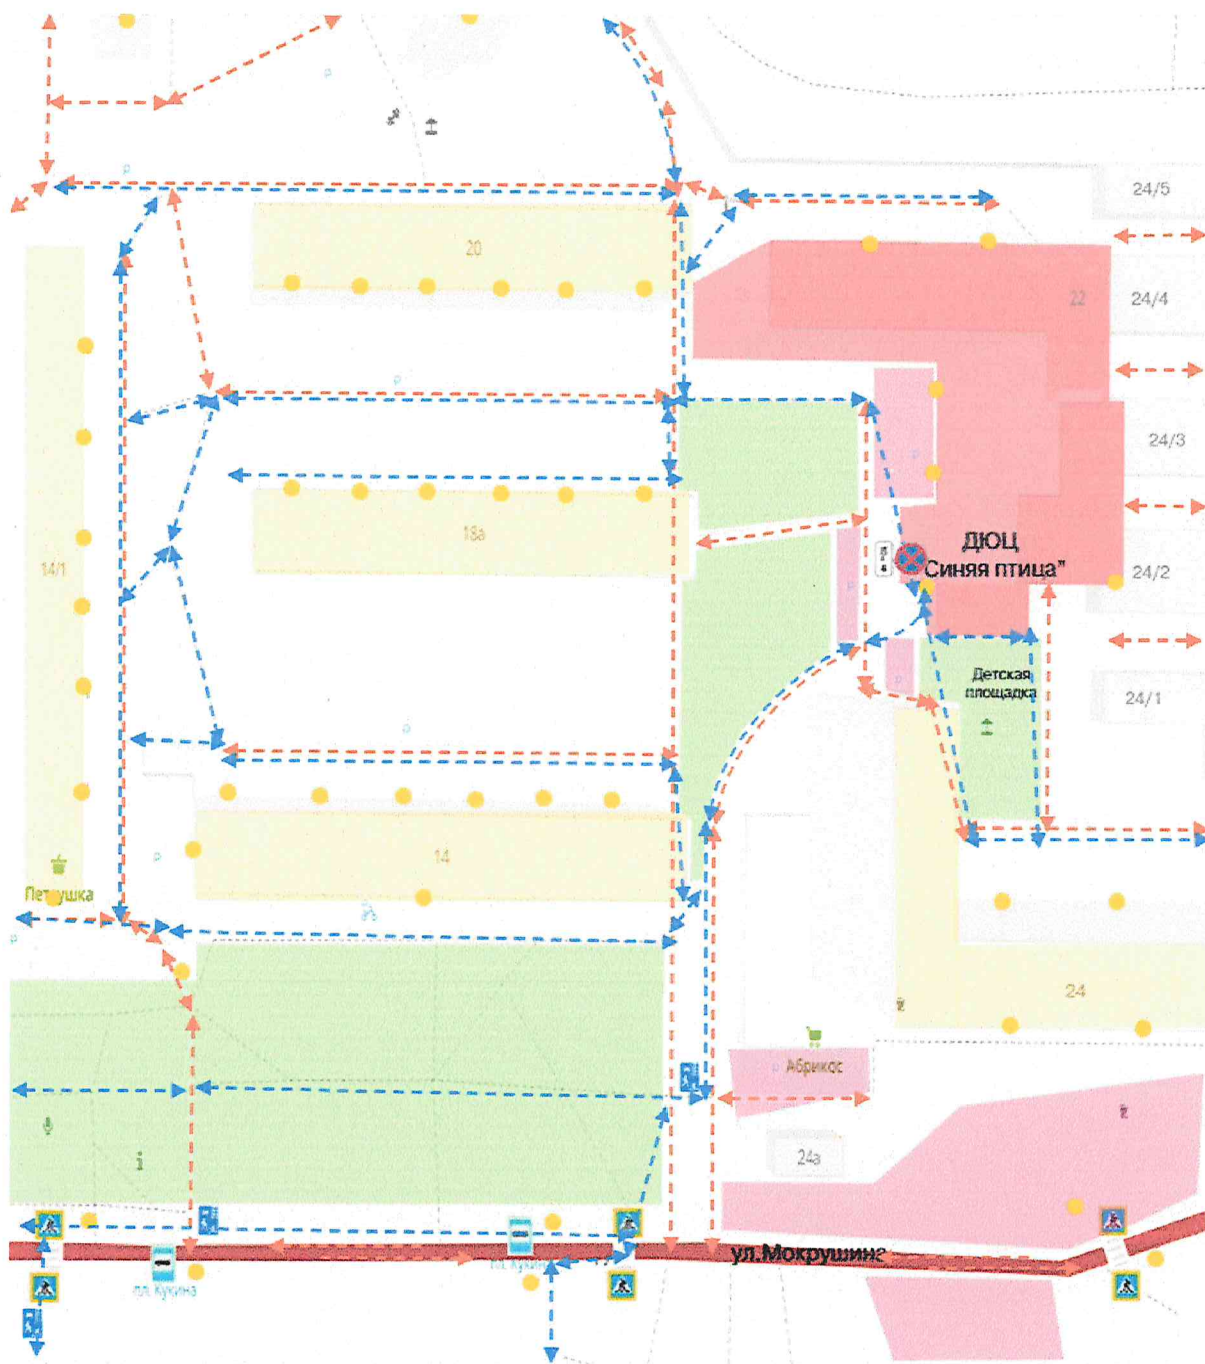 24/5
20
22
24/4
24/3
18а
14/1
ДЮЦ
"Синяя птица"
24/2
Детская
площадка
24/1
14
Петрушка
24
Абрикос
24а
ул.Мокрушина
пл. Кукина
пл. Кукина